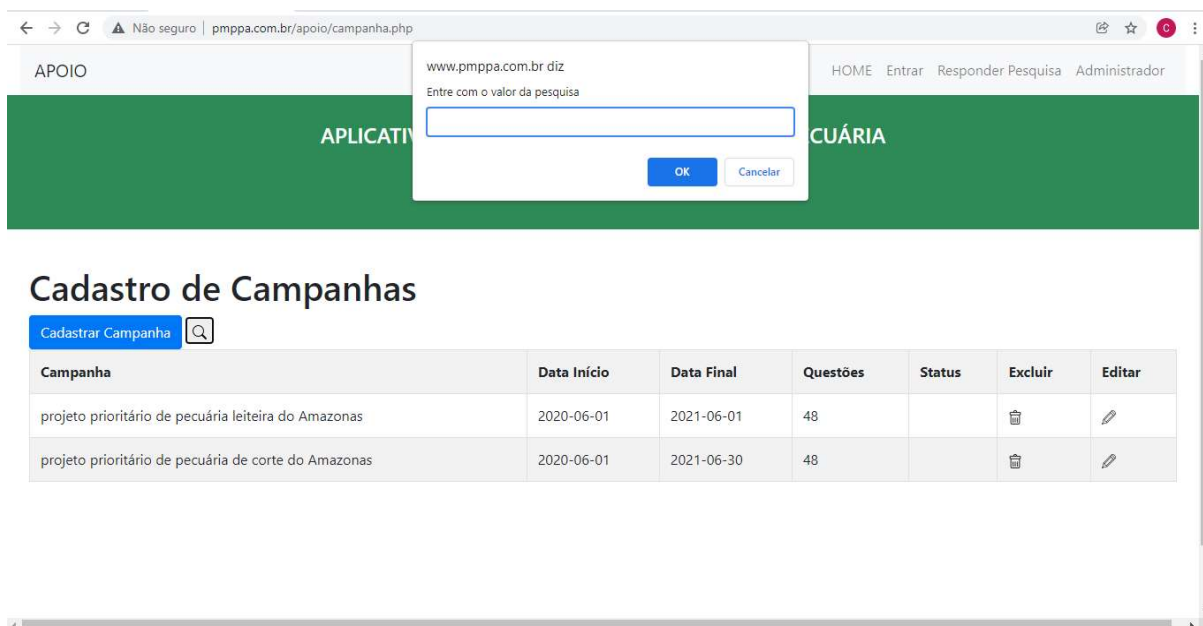 Não seguro | pmppa.com.br/apoio/campanha.php
C
APOIO
HOME Entrar Responder Pesquisa Administrador
www.pmppa.com.br diz
Entre com o valor da pesquisa
OK Cancelar
APLICATIV
CUÁRIA
Cadastro de Campanhas
Cadastrar Campanha
Campanha Data Início Data Final Questões Status Excluir Editar
projeto prioritário de pecuária leiteira do Amazonas 2020-06-01 2021-06-01 48
projeto prioritário de pecuária de corte do Amazonas 2020-06-01 2021-06-30 48